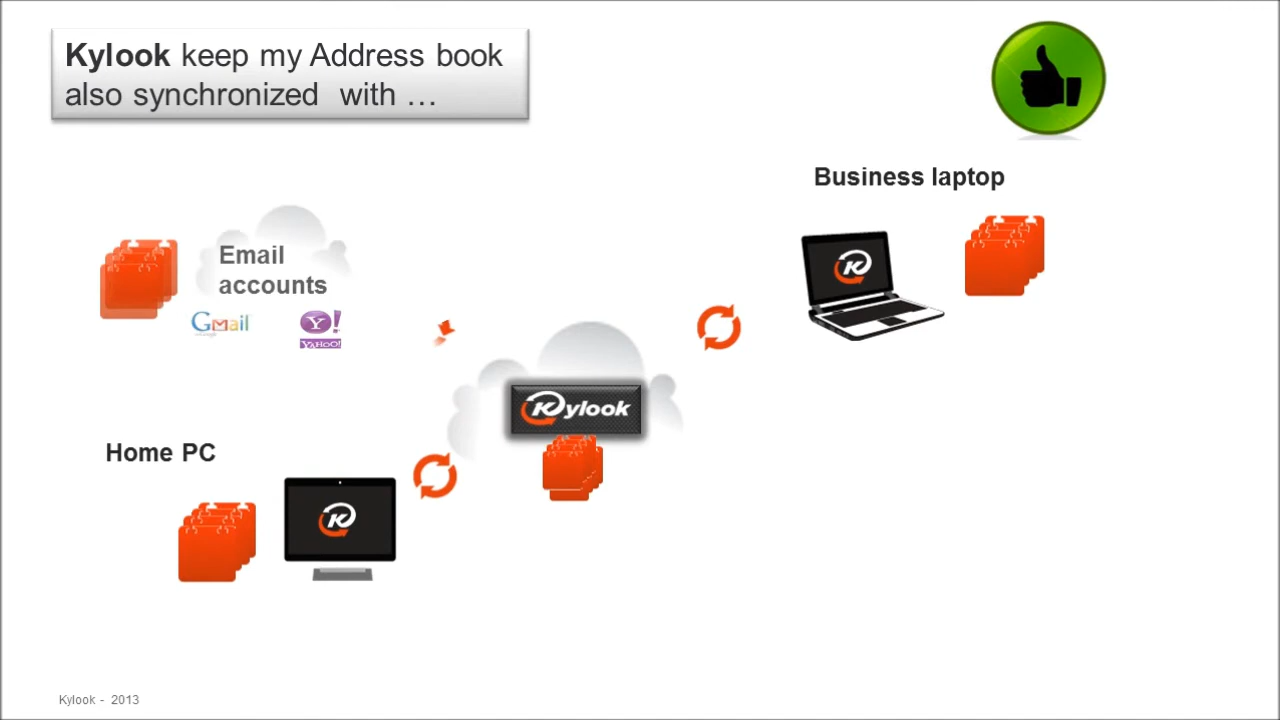 Kylook keep my Address book
also synchronized with …
Business laptop
Email
accounts
Gmail
Y!
YAHOO!
K
Kylook
Home PC
K
Kylook - 2013